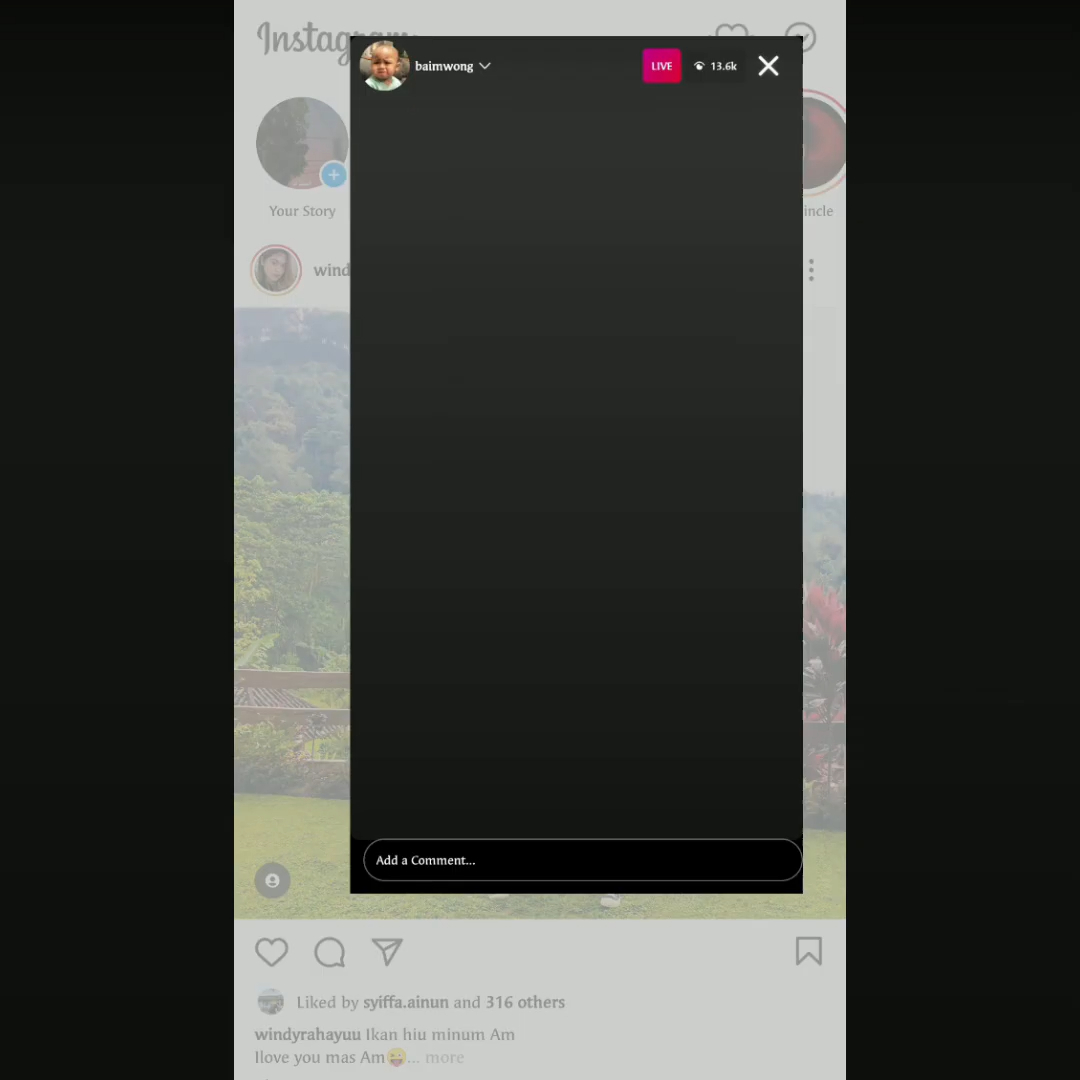 Instagram
baimwong
LIVE
13.6k
Your Story
incle
wind
Add a Comment...
Liked by syiffa.ainun and 316 others
windyrahayuu Ikan hiu minum Am
Ilove you mas Am😜... more